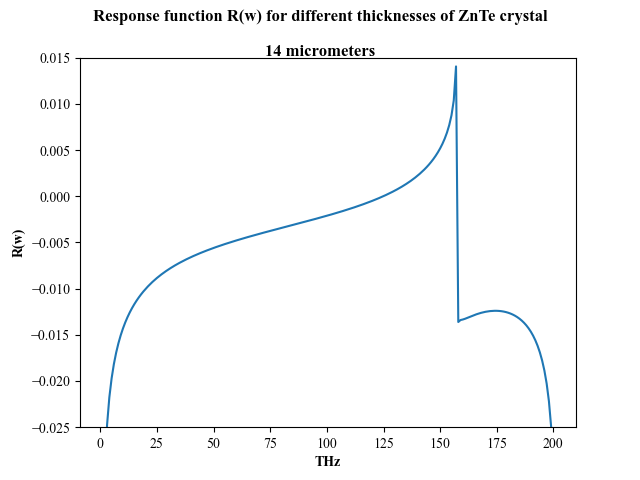 Response function R(w) for different thicknesses of ZnTe crystal
14 micrometers
0.015
0.010
0.005
0.000
−0.005
−0.010
−0.015
−0.020
−0.025
R(w)
0 25 50 75 100 125 150 175 200
THz